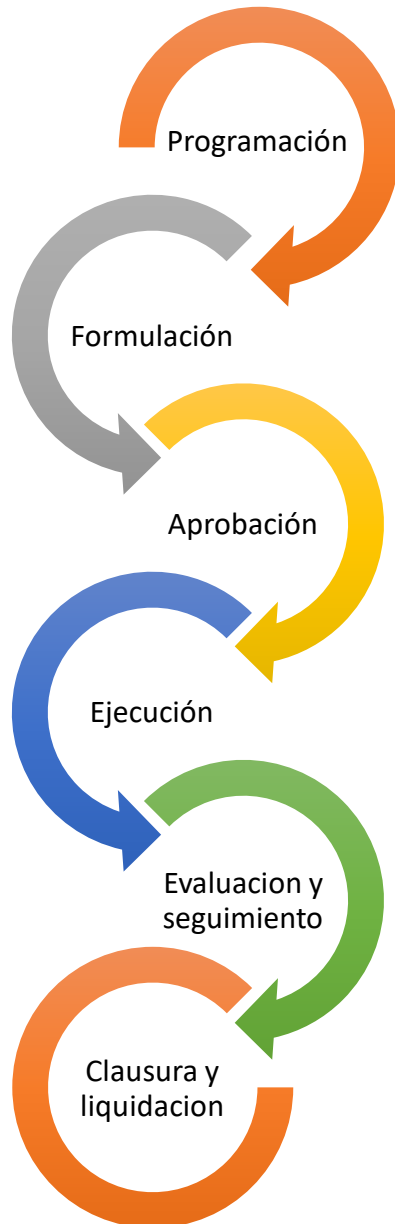 Programación
Formulación
Aprobación
Ejecución
Evaluacion y
seguimiento
Clausura y
liquidacion